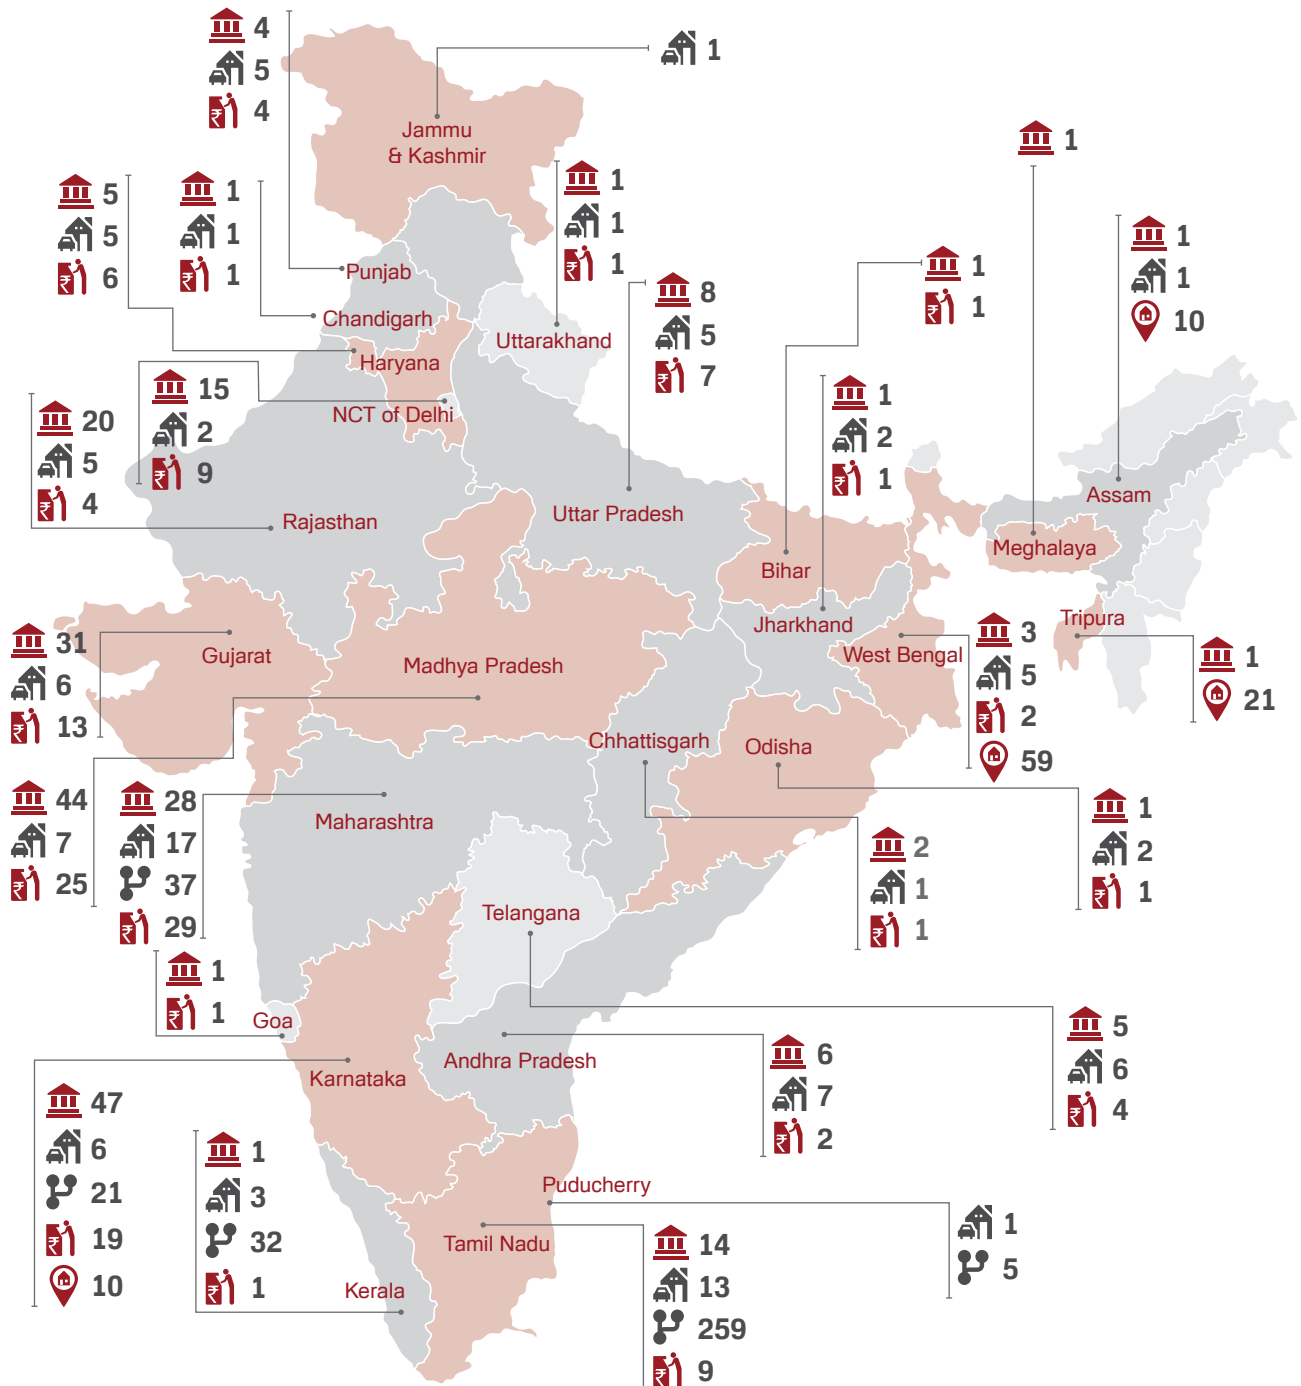 4
5
4
1
Jammu
& Kashmir
1
5
5
6
1
1
1
1
1
1
1
1
1
1
10
Punjab
Chandigarh
Haryana
NCT of Delhi
Uttarakhand
8
5
7
15
2
9
1
2
1
20
5
4
Rajasthan
Uttar Pradesh
Assam
Meghalaya
Bihar
Jharkhand
Tripura
West Bengal
3
5
2
59
1
21
31
6
13
Gujarat
Madhya Pradesh
Chhattisgarh
Odisha
44
7
25
28
17
37
29
Maharashtra
1
2
1
2
1
1
Telangana
1
1
Goa
5
6
4
Andhra Pradesh
6
7
2
Karnataka
47
6
21
19
10
1
3
32
1
Kerala
Puducherry
Tamil Nadu
1
5
14
13
259
9